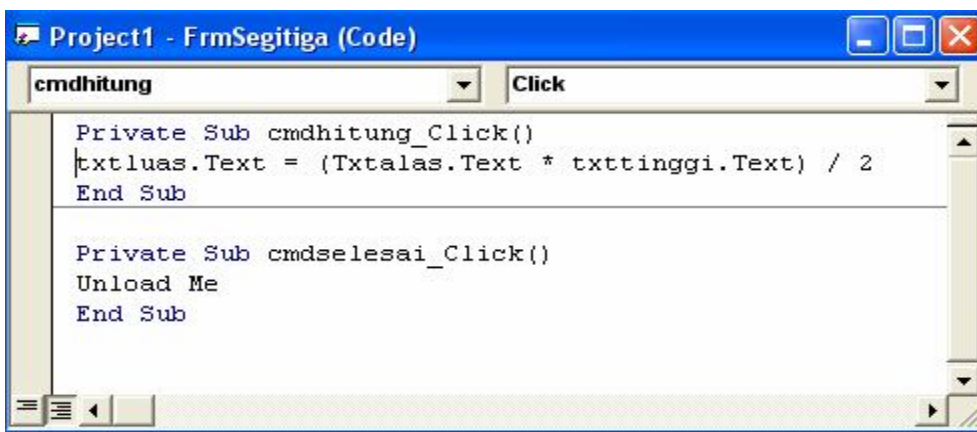 Project1 - FrmSegitiga (Code)
cmdhitung Click
Private Sub cmdhitung_Click()
txtluas.Text = (Txtalas.Text * txttinggi.Text) / 2
End Sub
Private Sub cmdselesai_Click()
Unload Me
End Sub